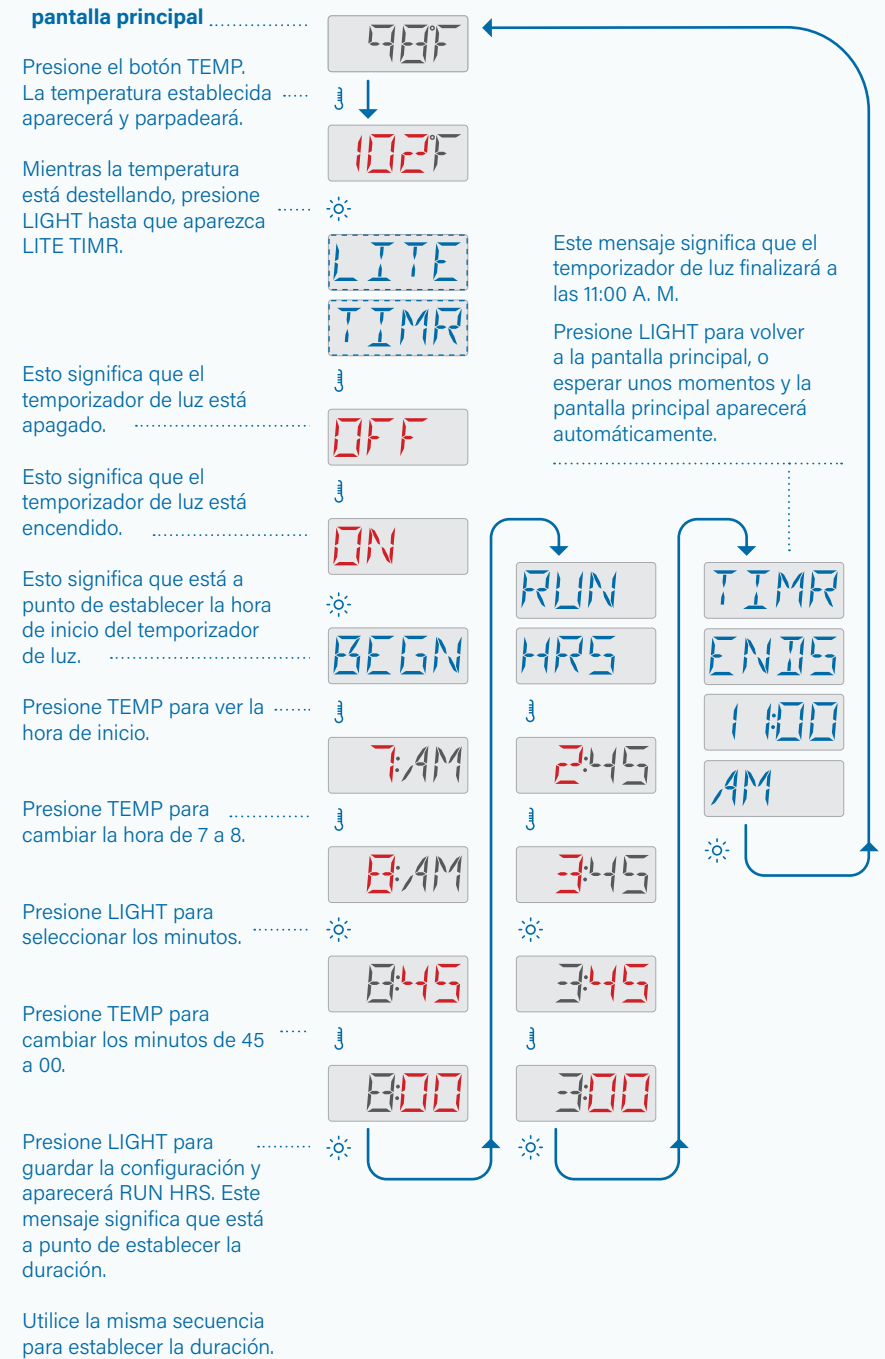 pantalla principal
98°F
Presione el botón TEMP.
La temperatura establecida
aparecerá y parpadeará.
102°F
Mientras la temperatura
está destellando, presione
LIGHT hasta que aparezca
LITE TIMR.
LITE
TIMR
Esto significa que el
temporizador de luz está
apagado.
OFF
Esto significa que el
temporizador de luz está
encendido.
ON
Esto significa que está a
punto de establecer la hora
de inicio del temporizador
de luz.
BEGN
Presione TEMP para ver la
hora de inicio.
7:AM
Presione TEMP para
cambiar la hora de 7 a 8.
8:AM
Presione LIGHT para
seleccionar los minutos.
8:45
Presione TEMP para
cambiar los minutos de 45
a 00.
8:00
Presione LIGHT para
guardar la configuración y
aparecerá RUN HRS. Este
mensaje significa que está
a punto de establecer la
duración.
Utilice la misma secuencia
para establecer la duración.
RUN
HRS
2:45
3:45
3:45
3:00
Este mensaje significa que el
temporizador de luz finalizará a
las 11:00 A. M.
Presione LIGHT para volver
a la pantalla principal, o
esperar unos momentos y la
pantalla principal aparecerá
automáticamente.
TIMR
ENDS
11:00
AM